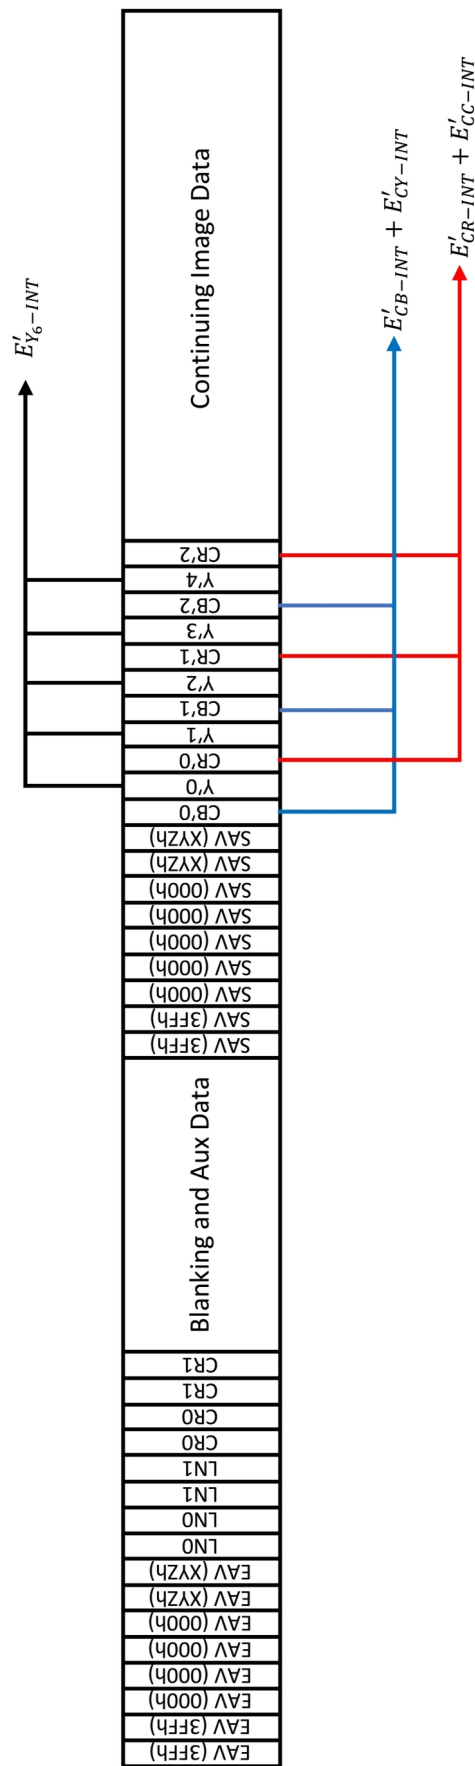 E′Y₆−INT
EAV (3FFh)
EAV (3FFh)
EAV (000h)
EAV (000h)
EAV (000h)
EAV (000h)
EAV (XYZh)
EAV (XYZh)
LN0
LN0
LN1
LN1
CR0
CR0
CR1
CR1
Blanking and Aux Data
SAV (3FFh)
SAV (3FFh)
SAV (000h)
SAV (000h)
SAV (000h)
SAV (000h)
SAV (000h)
SAV (XYZh)
SAV (XYZh)
CB'0
Y'0
CR'0
Y'1
CB'1
Y'2
CR'1
Y'3
CB'2
Y'4
CR'2
Continuing Image Data
E′CB−INT + E′CY−INT
E′CR−INT + E′CC−INT